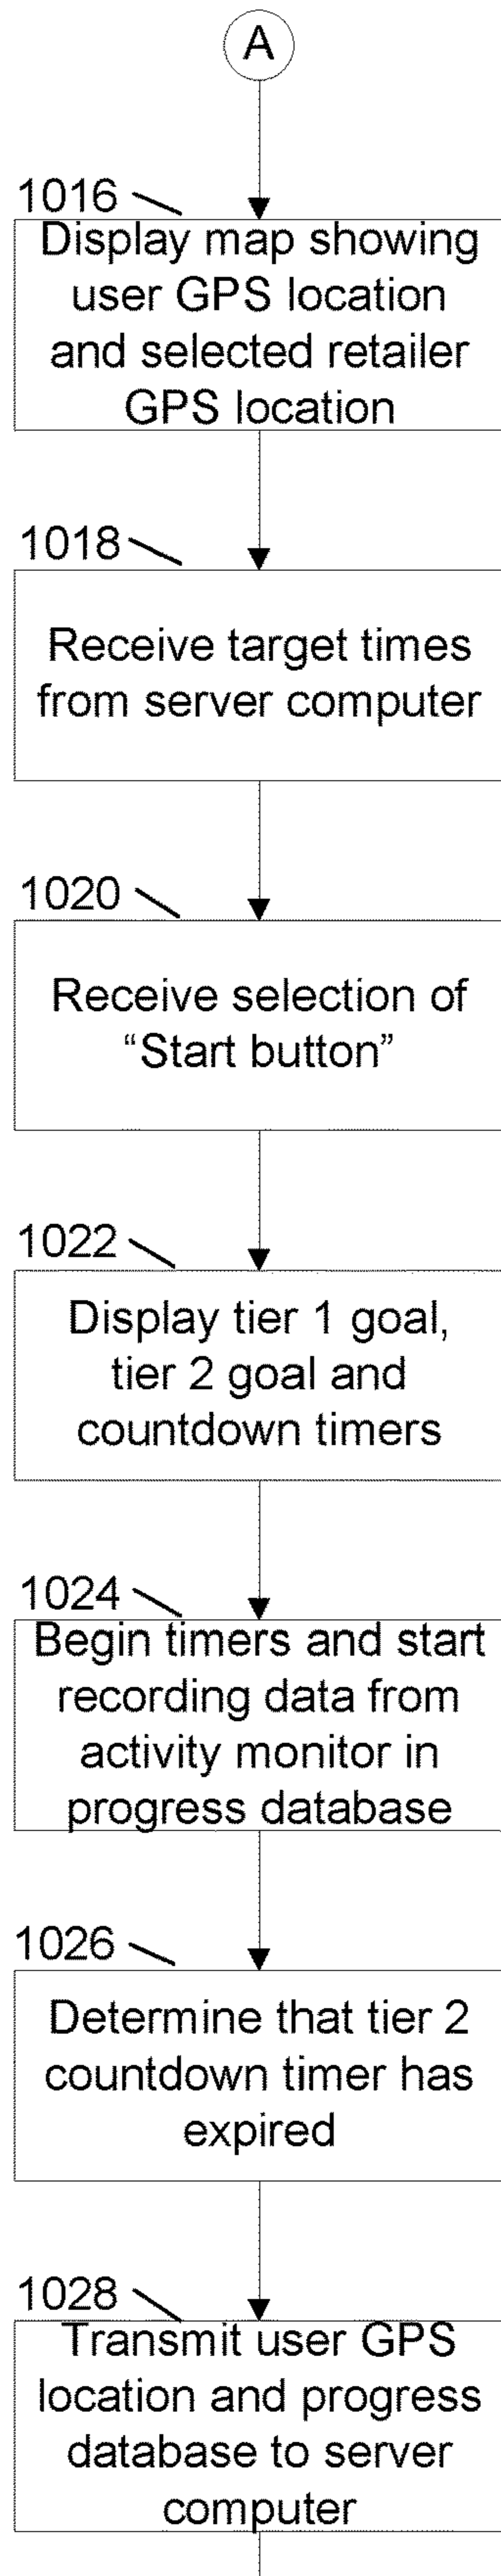 A
1016
Display map showing
user GPS location
and selected retailer
GPS location
1018
Receive target times
from server computer
1020
Receive selection of
“Start button”
1022
Display tier 1 goal,
tier 2 goal and
countdown timers
1024
Begin timers and start
recording data from
activity monitor in
progress database
1026
Determine that tier 2
countdown timer has
expired
1028
Transmit user GPS
location and progress
database to server
computer